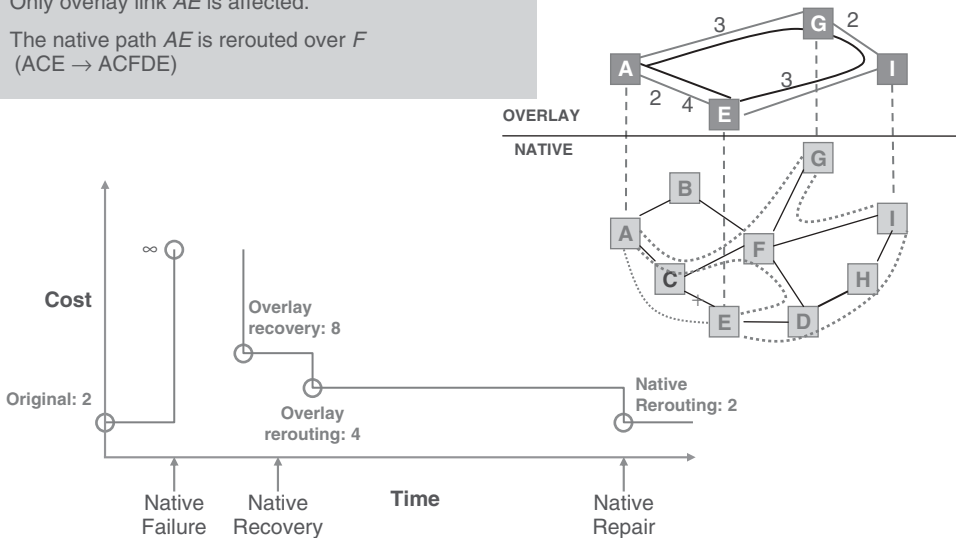 Only overlay link AE is affected.
The native path AE is rerouted over F
(ACE → ACFDE)
3
G
2
A
I
3
2
4
E
OVERLAY
NATIVE
G
B
I
A
F
C
H
+
E
D
∞
Cost
Overlay
recovery: 8
Original: 2
Overlay
rerouting: 4
Native
Rerouting: 2
Native
Failure
Native
Recovery
Time
Native
Repair